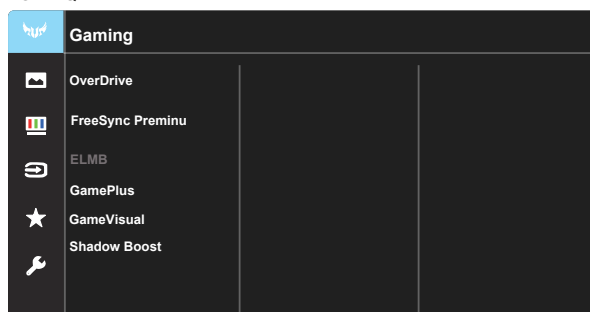 Gaming
OverDrive
FreeSync Preminu
ELMB
GamePlus
GameVisual
Shadow Boost